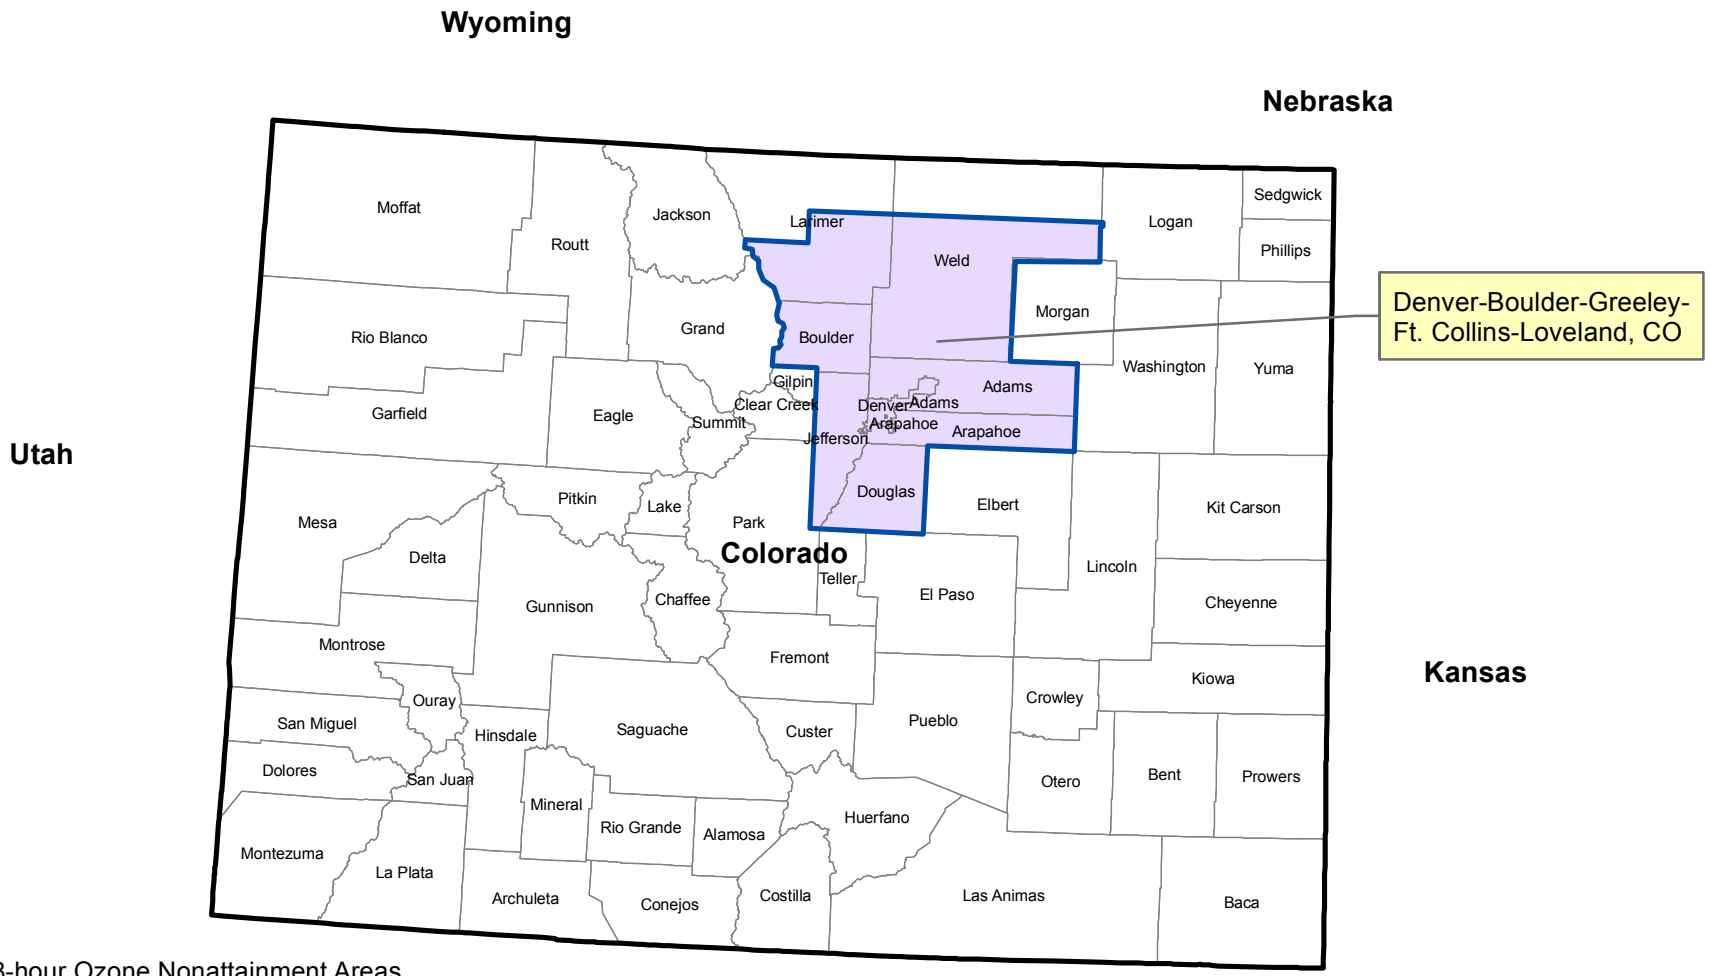 Wyoming
Nebraska
Sedgwick
Moffat
Jackson
Larimer
Logan
Routt
Phillips
Weld
Denver-Boulder-Greeley-
Ft. Collins-Loveland, CO
Morgan
Grand
Rio Blanco
Boulder
Washington
Yuma
Gilpin
Adams
Clear Creek
Denver
Adams
Garfield
Eagle
Summit
Arapahoe
Arapahoe
Jefferson
Utah
Douglas
Pitkin
Lake
Elbert
Kit Carson
Mesa
Park
Colorado
Delta
Lincoln
Teller
El Paso
Chaffee
Cheyenne
Gunnison
Montrose
Fremont
Kansas
Kiowa
Crowley
Ouray
San Miguel
Pueblo
Saguache
Custer
Hinsdale
Dolores
San Juan
Bent
Prowers
Otero
Mineral
Huerfano
Rio Grande
Alamosa
Montezuma
La Plata
Archuleta
Costilla
Las Animas
Conejos
Baca
8-hour Ozone Nonattainment Areas